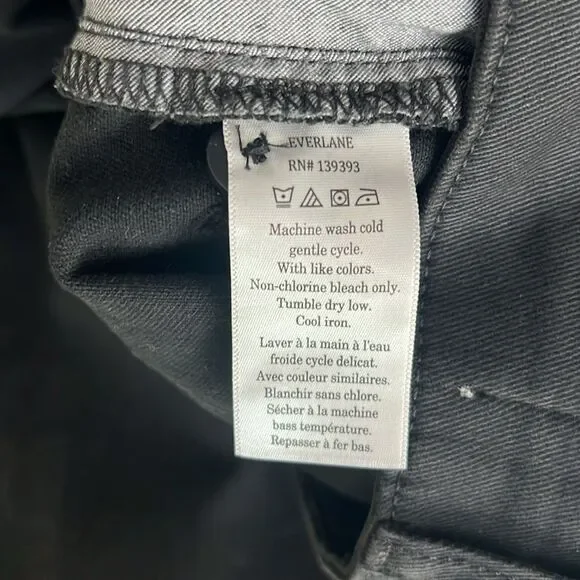 EVERLANE
RN# 139393
Machine wash cold
gentle cycle.
With like colors.
Non-chlorine bleach only.
Tumble dry low.
Cool iron.
Laver à la main à l'eau
froide cycle delicat.
Avec couleur similaires.
Blanchir sans chlore.
Sécher à la machine
bass température.
Repasser à fer bas.